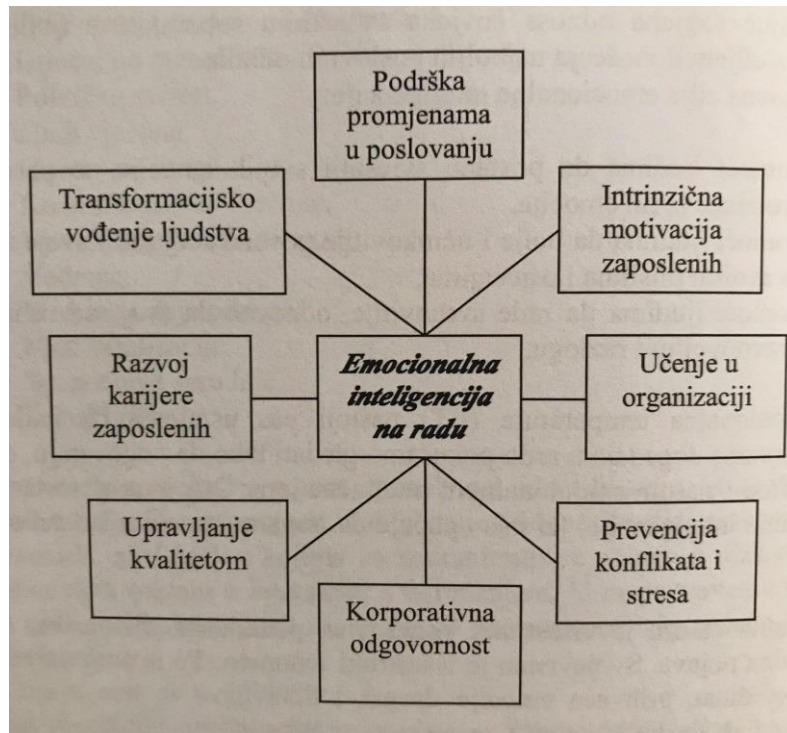 Podrška
promjenama
u poslovanju
Transformacijsko
vođenje ljudstva
Intrinzična
motivacija
zaposlenih
Razvoj
karijere
zaposlenih
Emocionalna
inteligencija
na radu
Učenje u
organizaciji
Upravljanje
kvalitetom
Korporativna
odgovornost
Prevencija
konflikata i
stresa